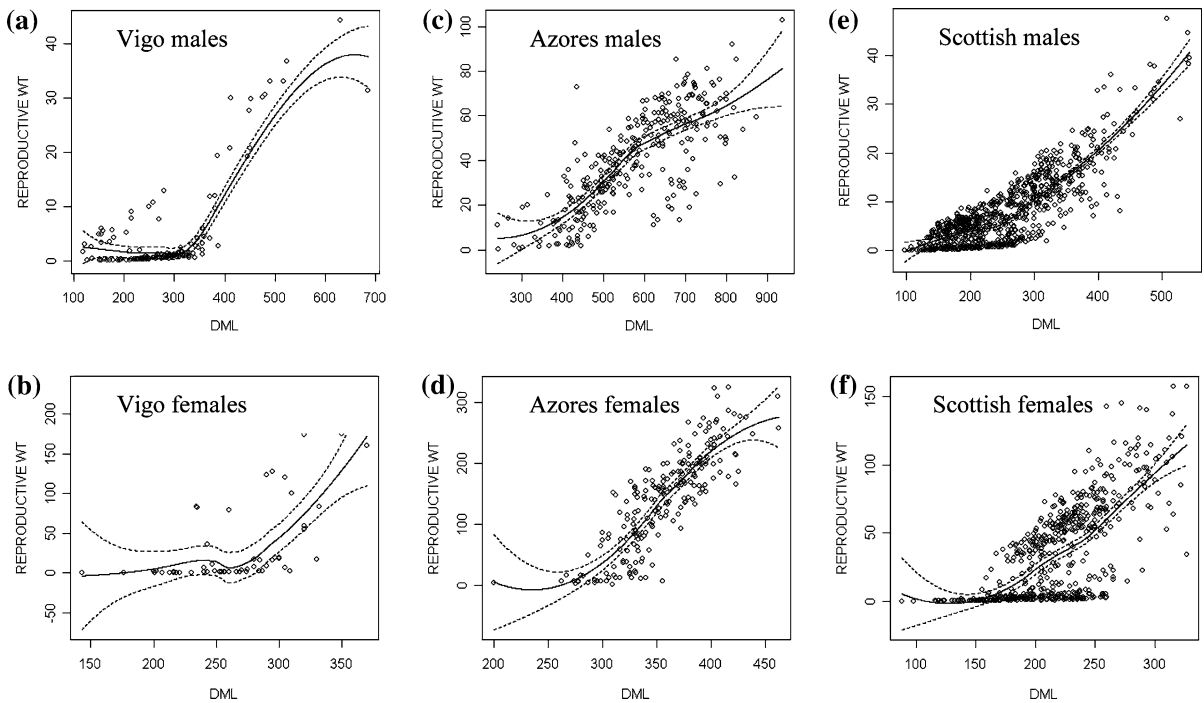 (a)
Vigo males
REPRODUCTIVE WT
0 10 20 30 40
100 200 300 400 500 600 700
DML
(c)
Azores males
REPRODCUTIVE WT
0 20 40 60 80 100
200 300 400 500 600 700 800 900
DML
(e)
Scottish males
REPRODUCTIVE WT
0 10 20 30 40
100 200 300 400 500
DML
(b)
Vigo females
REPRODUCTIVE WT
-50 0 50 100 150 200
150 200 250 300 350
DML
(d)
Azores females
REPRODUCTIVE WT
0 100 200 300
200 250 300 350 400 450
DML
(f)
Scottish females
REPRODUCTIVE WT
0 50 100 150
100 150 200 250 300
DML